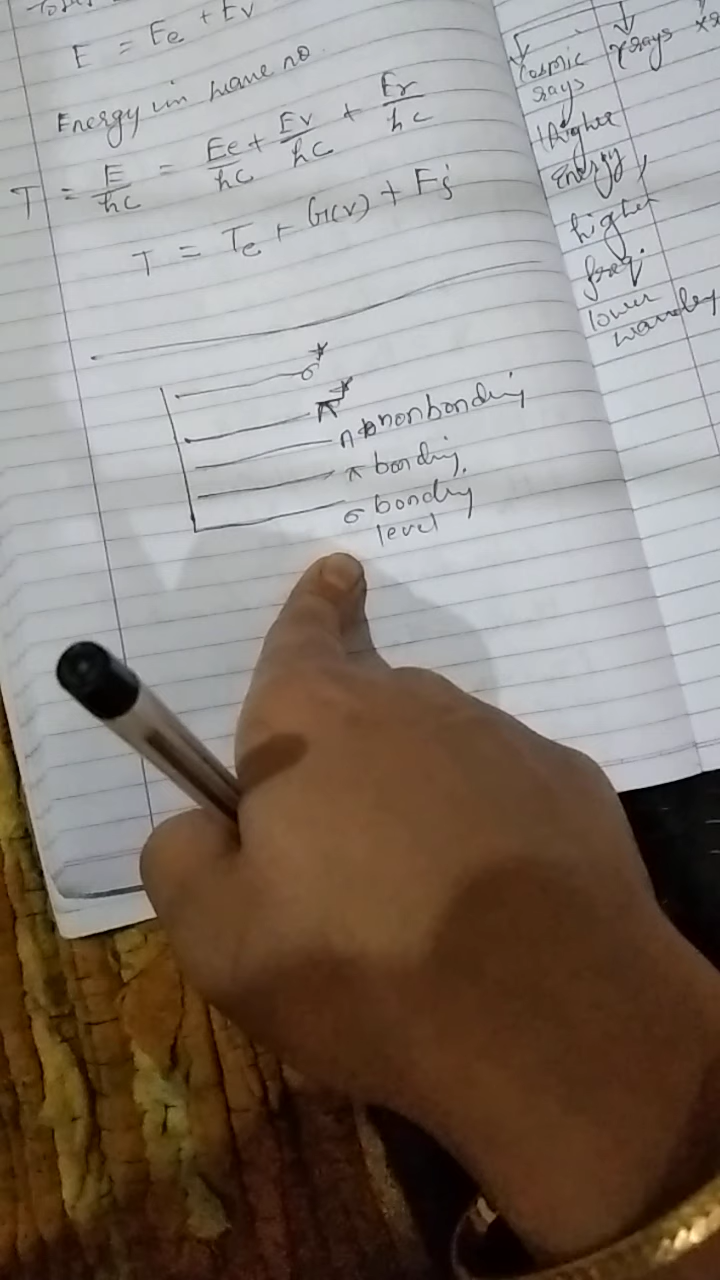 E = Ee + Ev
Energy in wave no.
T = E/hc = Ee/hc + Ev/hc + Er/hc
T = Te + G(v) + Fj
σ*
π*
n nonbonding
π bonding
σ bonding
level
Cosmic
rays
γ rays
Higher
Energy,
higher
freq.
lower